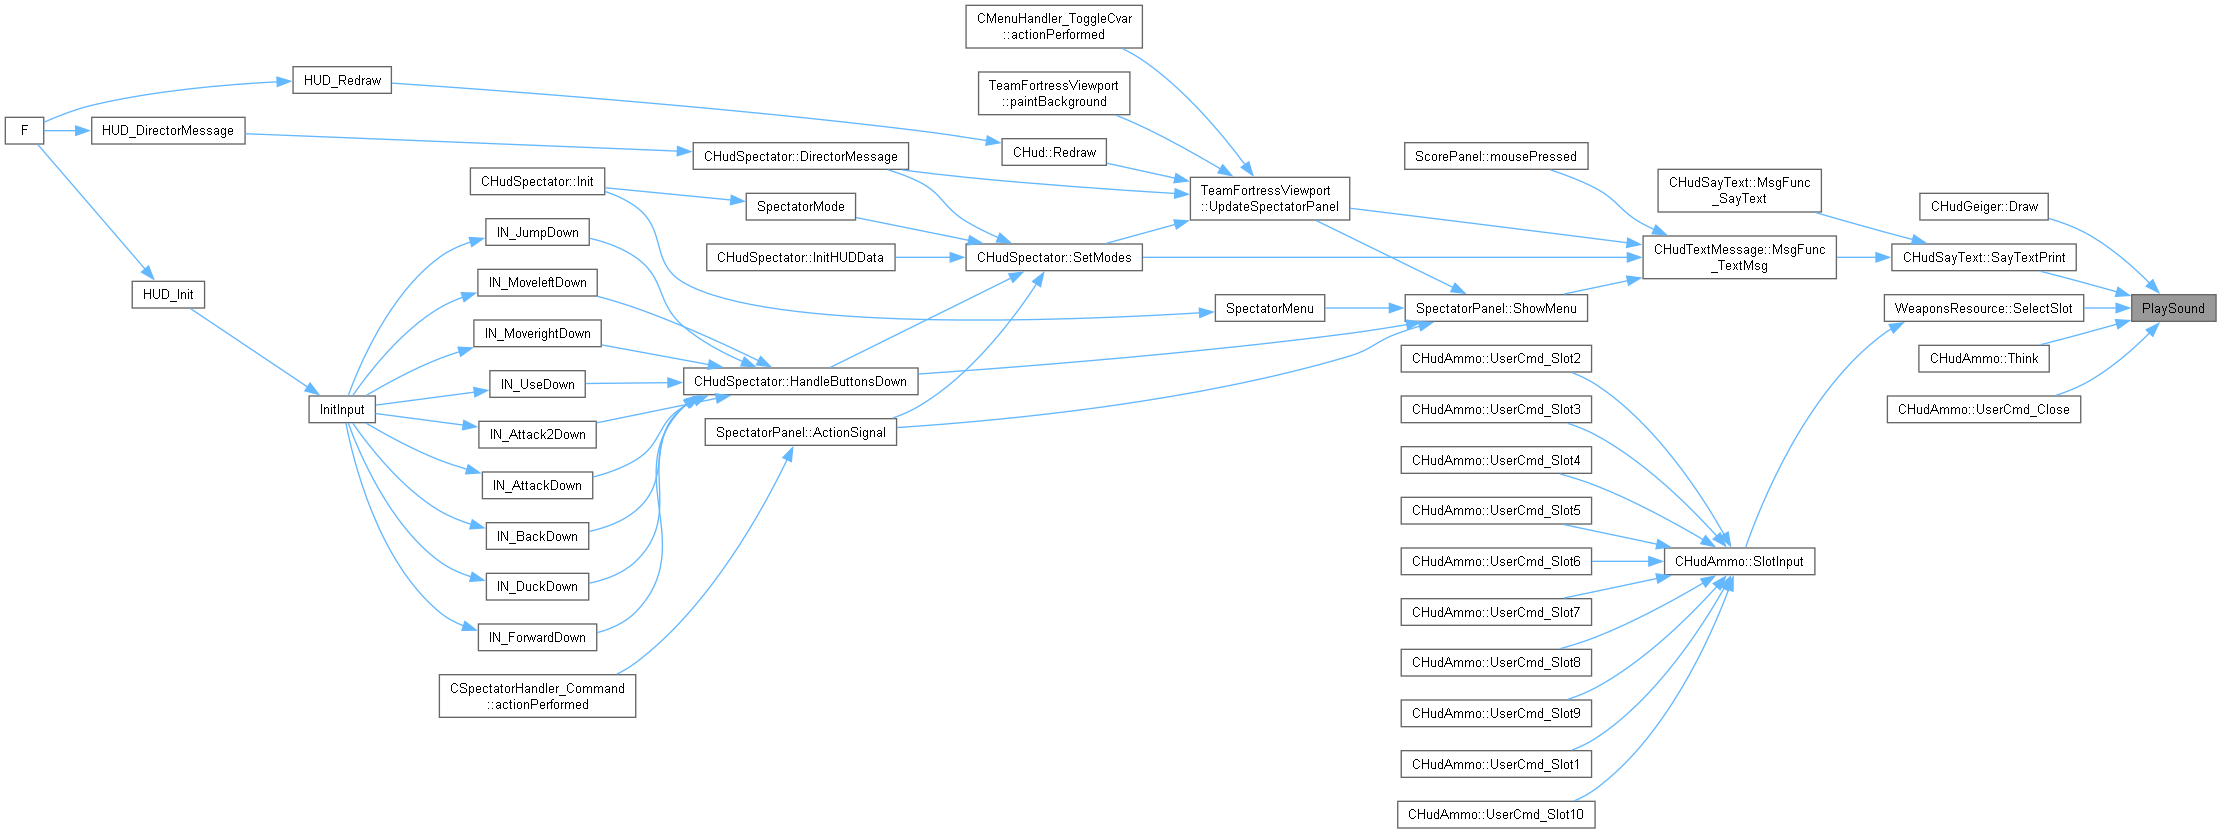 CMenuHandler_ToggleCvar
::actionPerformed
HUD_Redraw
TeamFortressViewport
::paintBackground
F
HUD_DirectorMessage
CHud::Redraw
CHudSpectator::DirectorMessage
ScorePanel::mousePressed
CHudSpectator::Init
SpectatorMode
TeamFortressViewport
::UpdateSpectatorPanel
CHudSayText::MsgFunc
_SayText
CHudGeiger::Draw
IN_JumpDown
CHudSpectator::InitHUDData
CHudSpectator::SetModes
CHudTextMessage::MsgFunc
_TextMsg
CHudSayText::SayTextPrint
HUD_Init
IN_MoveleftDown
SpectatorMenu
SpectatorPanel::ShowMenu
WeaponsResource::SelectSlot
PlaySound
IN_MoverightDown
CHudAmmo::UserCmd_Slot2
CHudAmmo::Think
IN_UseDown
CHudSpectator::HandleButtonsDown
InitInput
CHudAmmo::UserCmd_Slot3
CHudAmmo::UserCmd_Close
IN_Attack2Down
SpectatorPanel::ActionSignal
CHudAmmo::UserCmd_Slot4
IN_AttackDown
CHudAmmo::UserCmd_Slot5
IN_BackDown
CHudAmmo::UserCmd_Slot6
CHudAmmo::SlotInput
IN_DuckDown
CHudAmmo::UserCmd_Slot7
IN_ForwardDown
CHudAmmo::UserCmd_Slot8
CSpectatorHandler_Command
::actionPerformed
CHudAmmo::UserCmd_Slot9
CHudAmmo::UserCmd_Slot1
CHudAmmo::UserCmd_Slot10